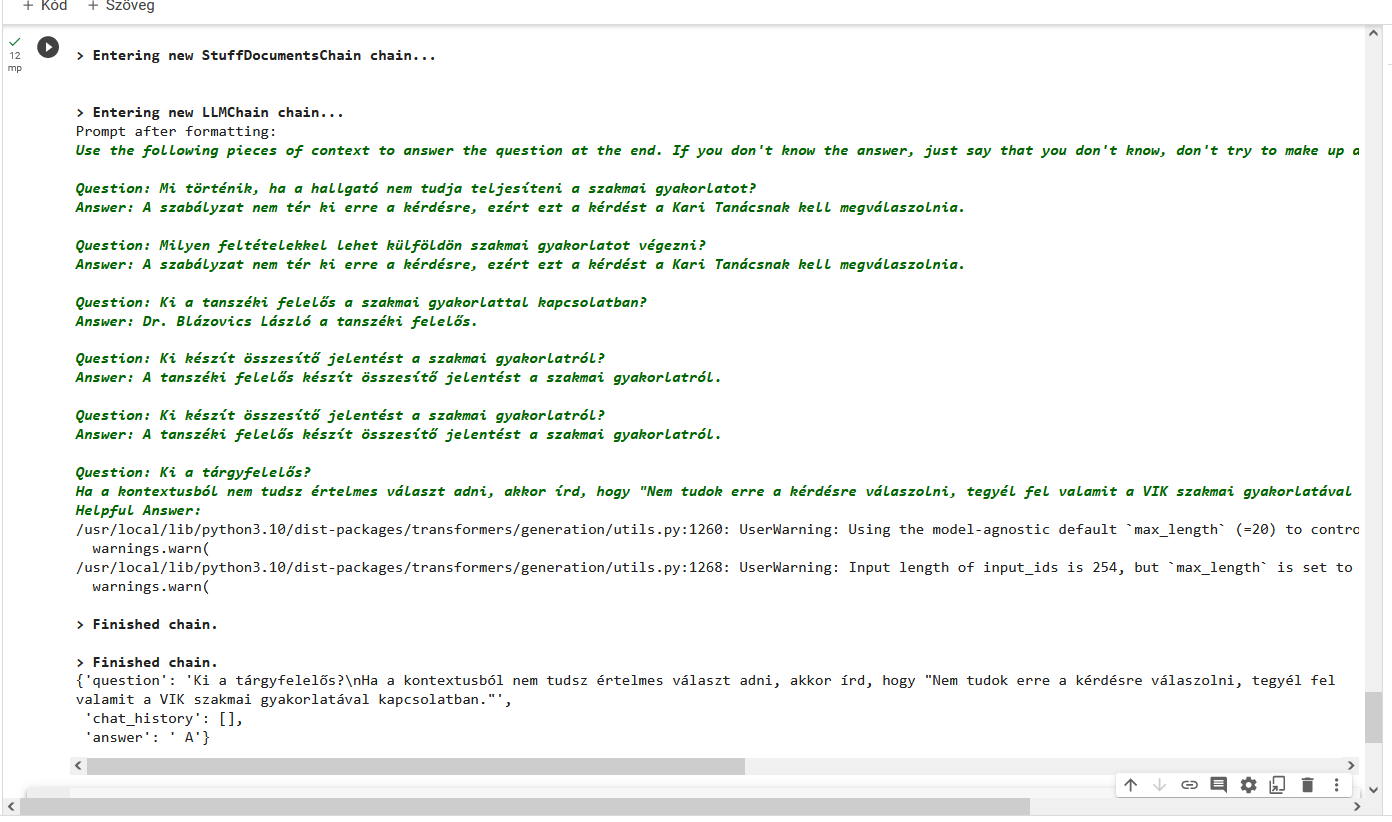 + Kód + Szöveg
12
mp
> Entering new StuffDocumentsChain chain...
> Entering new LLMChain chain...
Prompt after formatting:
Use the following pieces of context to answer the question at the end. If you don't know the answer, just say that you don't know, don't try to make up a
Question: Mi történik, ha a hallgató nem tudja teljesíteni a szakmai gyakorlatot?
Answer: A szabályzat nem tér ki erre a kérdésre, ezért ezt a kérdést a Kari Tanácsnak kell megválaszolnia.
Question: Milyen feltételekkel lehet külföldön szakmai gyakorlatot végezni?
Answer: A szabályzat nem tér ki erre a kérdésre, ezért ezt a kérdést a Kari Tanácsnak kell megválaszolnia.
Question: Ki a tanszéki felelős a szakmai gyakorlattal kapcsolatban?
Answer: Dr. Blázovics László a tanszéki felelős.
Question: Ki készít összesítő jelentést a szakmai gyakorlatról?
Answer: A tanszéki felelős készít összesítő jelentést a szakmai gyakorlatról.
Question: Ki készít összesítő jelentést a szakmai gyakorlatról?
Answer: A tanszéki felelős készít összesítő jelentést a szakmai gyakorlatról.
Question: Ki a tárgyfelelős?
Ha a kontextusból nem tudsz értelmes választ adni, akkor írd, hogy "Nem tudok erre a kérdésre válaszolni, tegyél fel valamit a VIK szakmai gyakorlatával
Helpful Answer:
/usr/local/lib/python3.10/dist-packages/transformers/generation/utils.py:1260: UserWarning: Using the model-agnostic default `max_length` (=20) to contro
warnings.warn(
/usr/local/lib/python3.10/dist-packages/transformers/generation/utils.py:1268: UserWarning: Input length of input_ids is 254, but `max_length` is set to
warnings.warn(
> Finished chain.
> Finished chain.
{'question': 'Ki a tárgyfelelős?\nHa a kontextusból nem tudsz értelmes választ adni, akkor írd, hogy "Nem tudok erre a kérdésre válaszolni, tegyél fel
valamit a VIK szakmai gyakorlatával kapcsolatban."',
'chat_history': [],
'answer': ' A'}